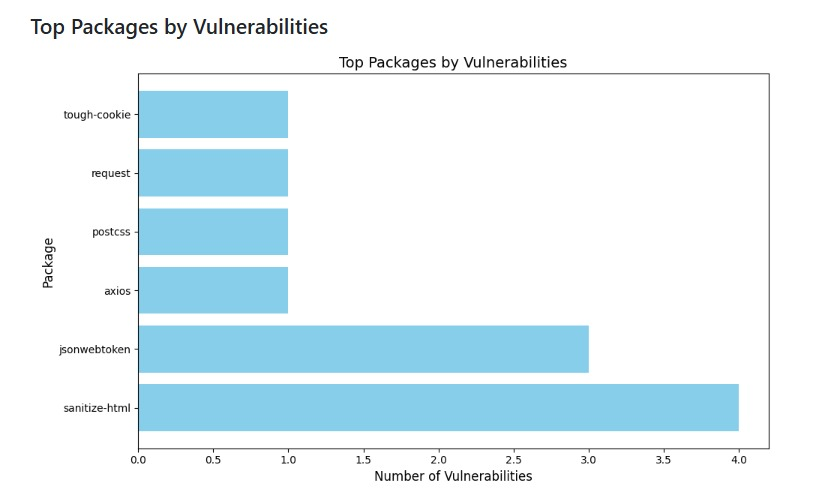 Top Packages by Vulnerabilities
Top Packages by Vulnerabilities
Package
tough-cookie
request
postcss
axios
jsonwebtoken
sanitize-html
0.0 0.5 1.0 1.5 2.0 2.5 3.0 3.5 4.0
Number of Vulnerabilities